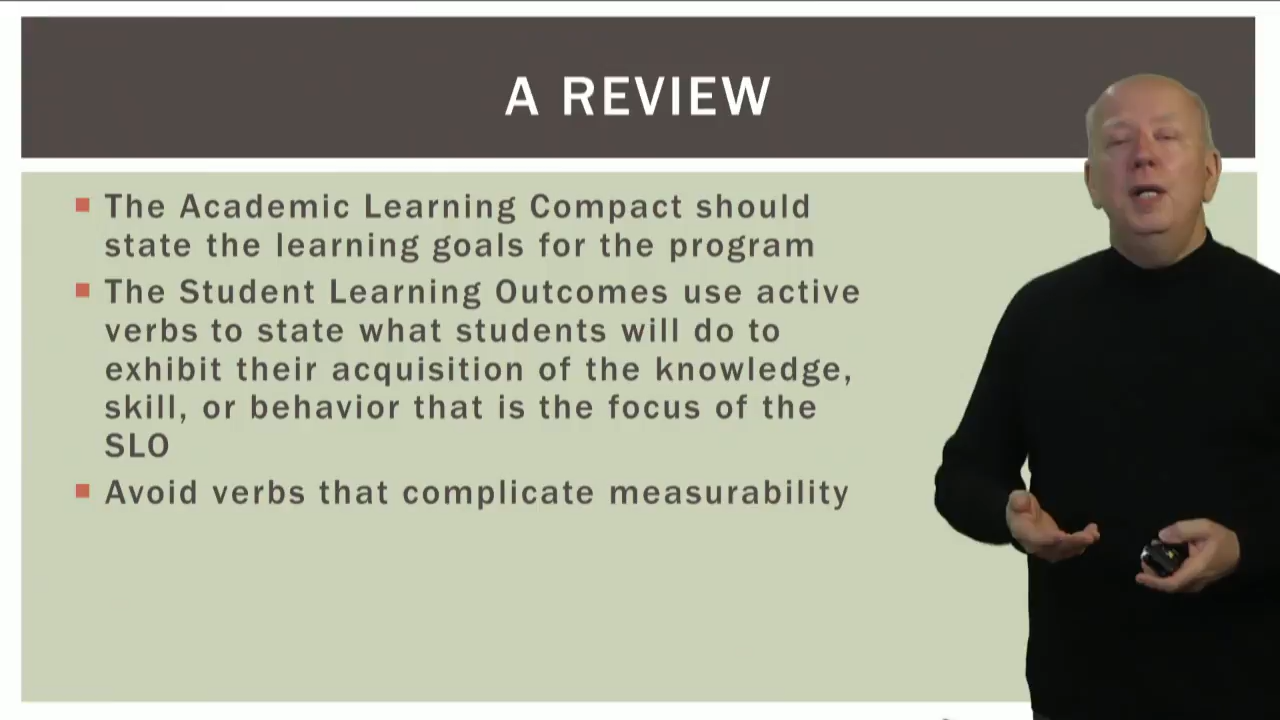 A REVIEW
The Academic Learning Compact should
state the learning goals for the program
The Student Learning Outcomes use active
verbs to state what students will do to
exhibit their acquisition of the knowledge,
skill, or behavior that is the focus of the
SLO
Avoid verbs that complicate measurability